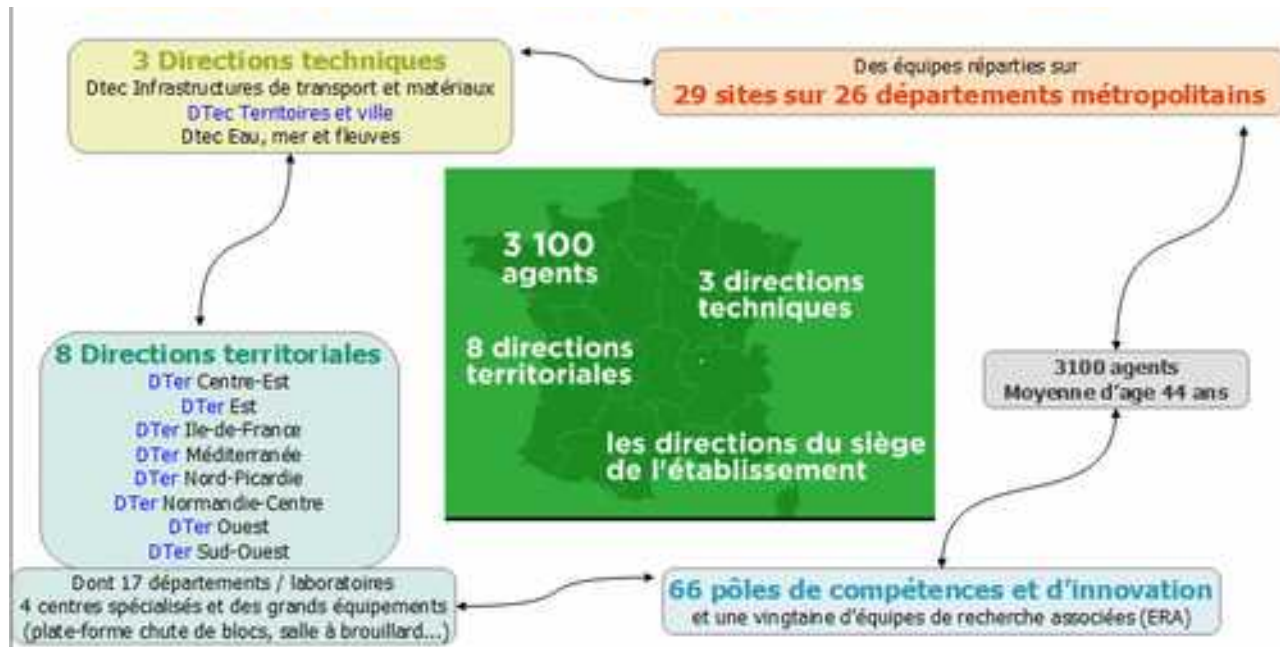 3 Directions techniques
Dtec Infrastructures de transport et matériaux
DTec Territoires et ville
Dtec Eau, mer et fleuves
Des équipes réparties sur
29 sites sur 26 départements métropolitains
3 100
agents
3 directions
techniques
8 directions
territoriales
les directions du siège
de l'établissement
8 Directions territoriales
DTer Centre-Est
DTer Est
DTer Ile-de-France
DTer Méditerranée
DTer Nord-Picardie
DTer Normandie-Centre
DTer Ouest
DTer Sud-Ouest
Dont 17 départements / laboratoires
4 centres spécialisés et des grands équipements
(plate-forme chute de blocs, salle à brouillard...)
3100 agents
Moyenne d'age 44 ans
66 pôles de compétences et d'innovation
et une vingtaine d'équipes de recherche associées (ERA)